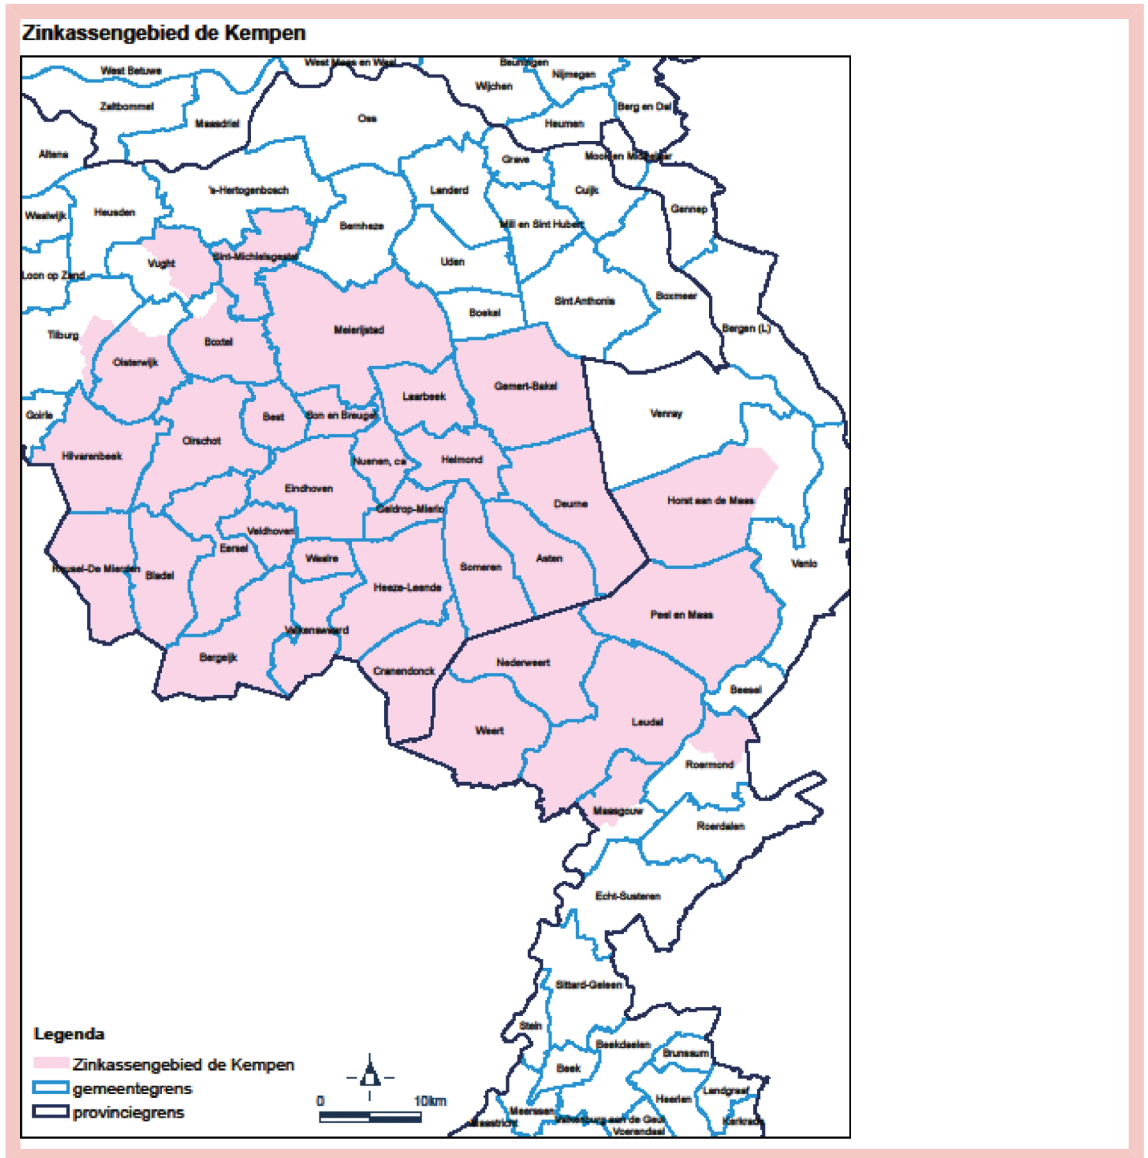 Zinkassengebied de Kempen
West Betuwe
West Maas en Waal
Beuningen
Nijmegen
Wijchen
Zaltbommel
Maasdriel
Oss
Heumen
Berg en Dal
Altena
Grave
Mook en Middelaar
's-Hertogenbosch
Landerd
Cuijk
Waalwijk
Heusden
Gennep
Bernheze
Mill en Sint Hubert
Vught
Sint-Michielsgestel
Uden
Loon op Zand
Sint Anthonis
Boxmeer
Boekel
Bergen (L)
Tilburg
Boxtel
Meierijstad
Oisterwijk
Gemert-Bakel
Laarbeek
Goirle
Best
Son en Breugel
Venray
Oirschot
Hilvarenbeek
Nuenen, ca
Helmond
Eindhoven
Horst aan de Maas
Deurne
Geldrop-Mierlo
Veldhoven
Eersel
Waalre
Asten
Venlo
Reusel-De Mierden
Bladel
Someren
Heeze-Leende
Peel en Maas
Valkenswaard
Bergeijk
Nederweert
Cranendonck
Beesel
Leudal
Weert
Roermond
Maasgouw
Roerdalen
Echt-Susteren
Sittard-Geleen
Stein
Beekdaelen
Brunssum
Beek
Landgraaf
Heerlen
Meerssen
Maastricht
Valkenburg aan de Geul
Kerkrade
Voerendaal
Legenda
Zinkassengebied de Kempen
gemeentegrens
provinciegrens
0 10km